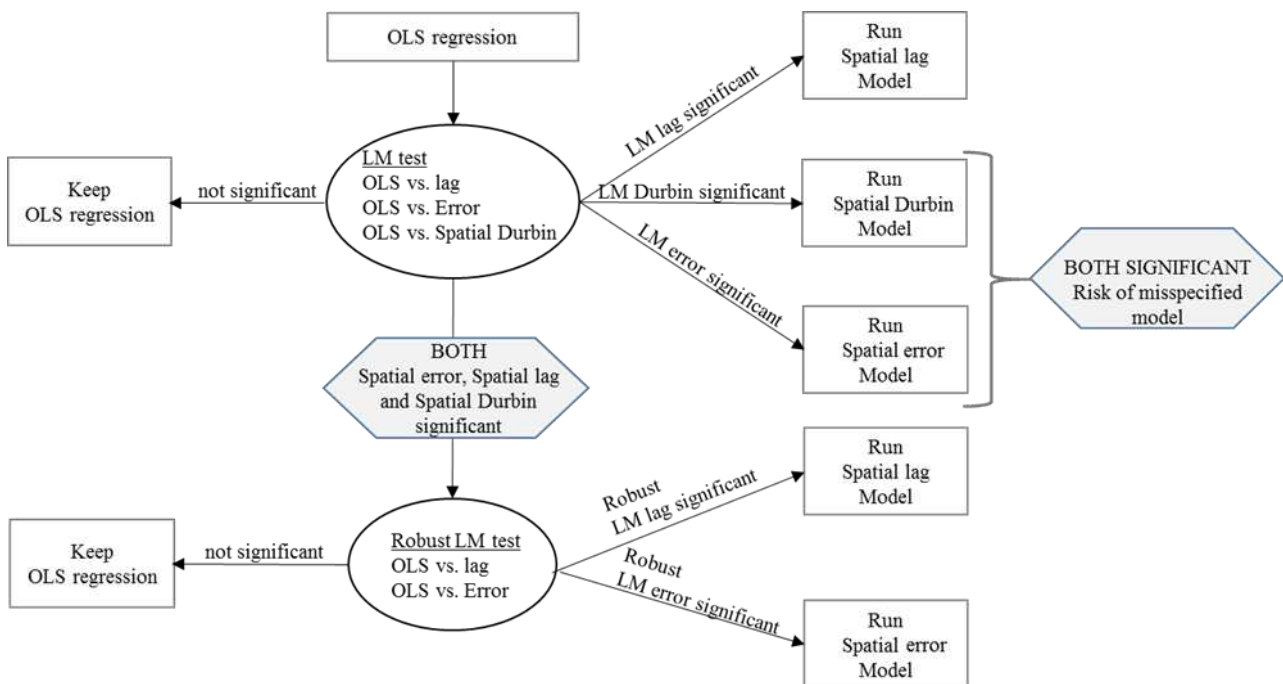 OLS regression
Run
Spatial lag
Model
LM lag significant
LM test
OLS vs. lag
OLS vs. Error
OLS vs. Spatial Durbin
not significant
Keep
OLS regression
LM Durbin significant
Run
Spatial Durbin
Model
LM error significant
Run
Spatial error
Model
BOTH SIGNIFICANT
Risk of misspecified
model
BOTH
Spatial error, Spatial lag
and Spatial Durbin
significant
Robust LM test
OLS vs. lag
OLS vs. Error
not significant
Keep
OLS regression
Robust
LM lag significant
Run
Spatial lag
Model
Robust
LM error significant
Run
Spatial error
Model